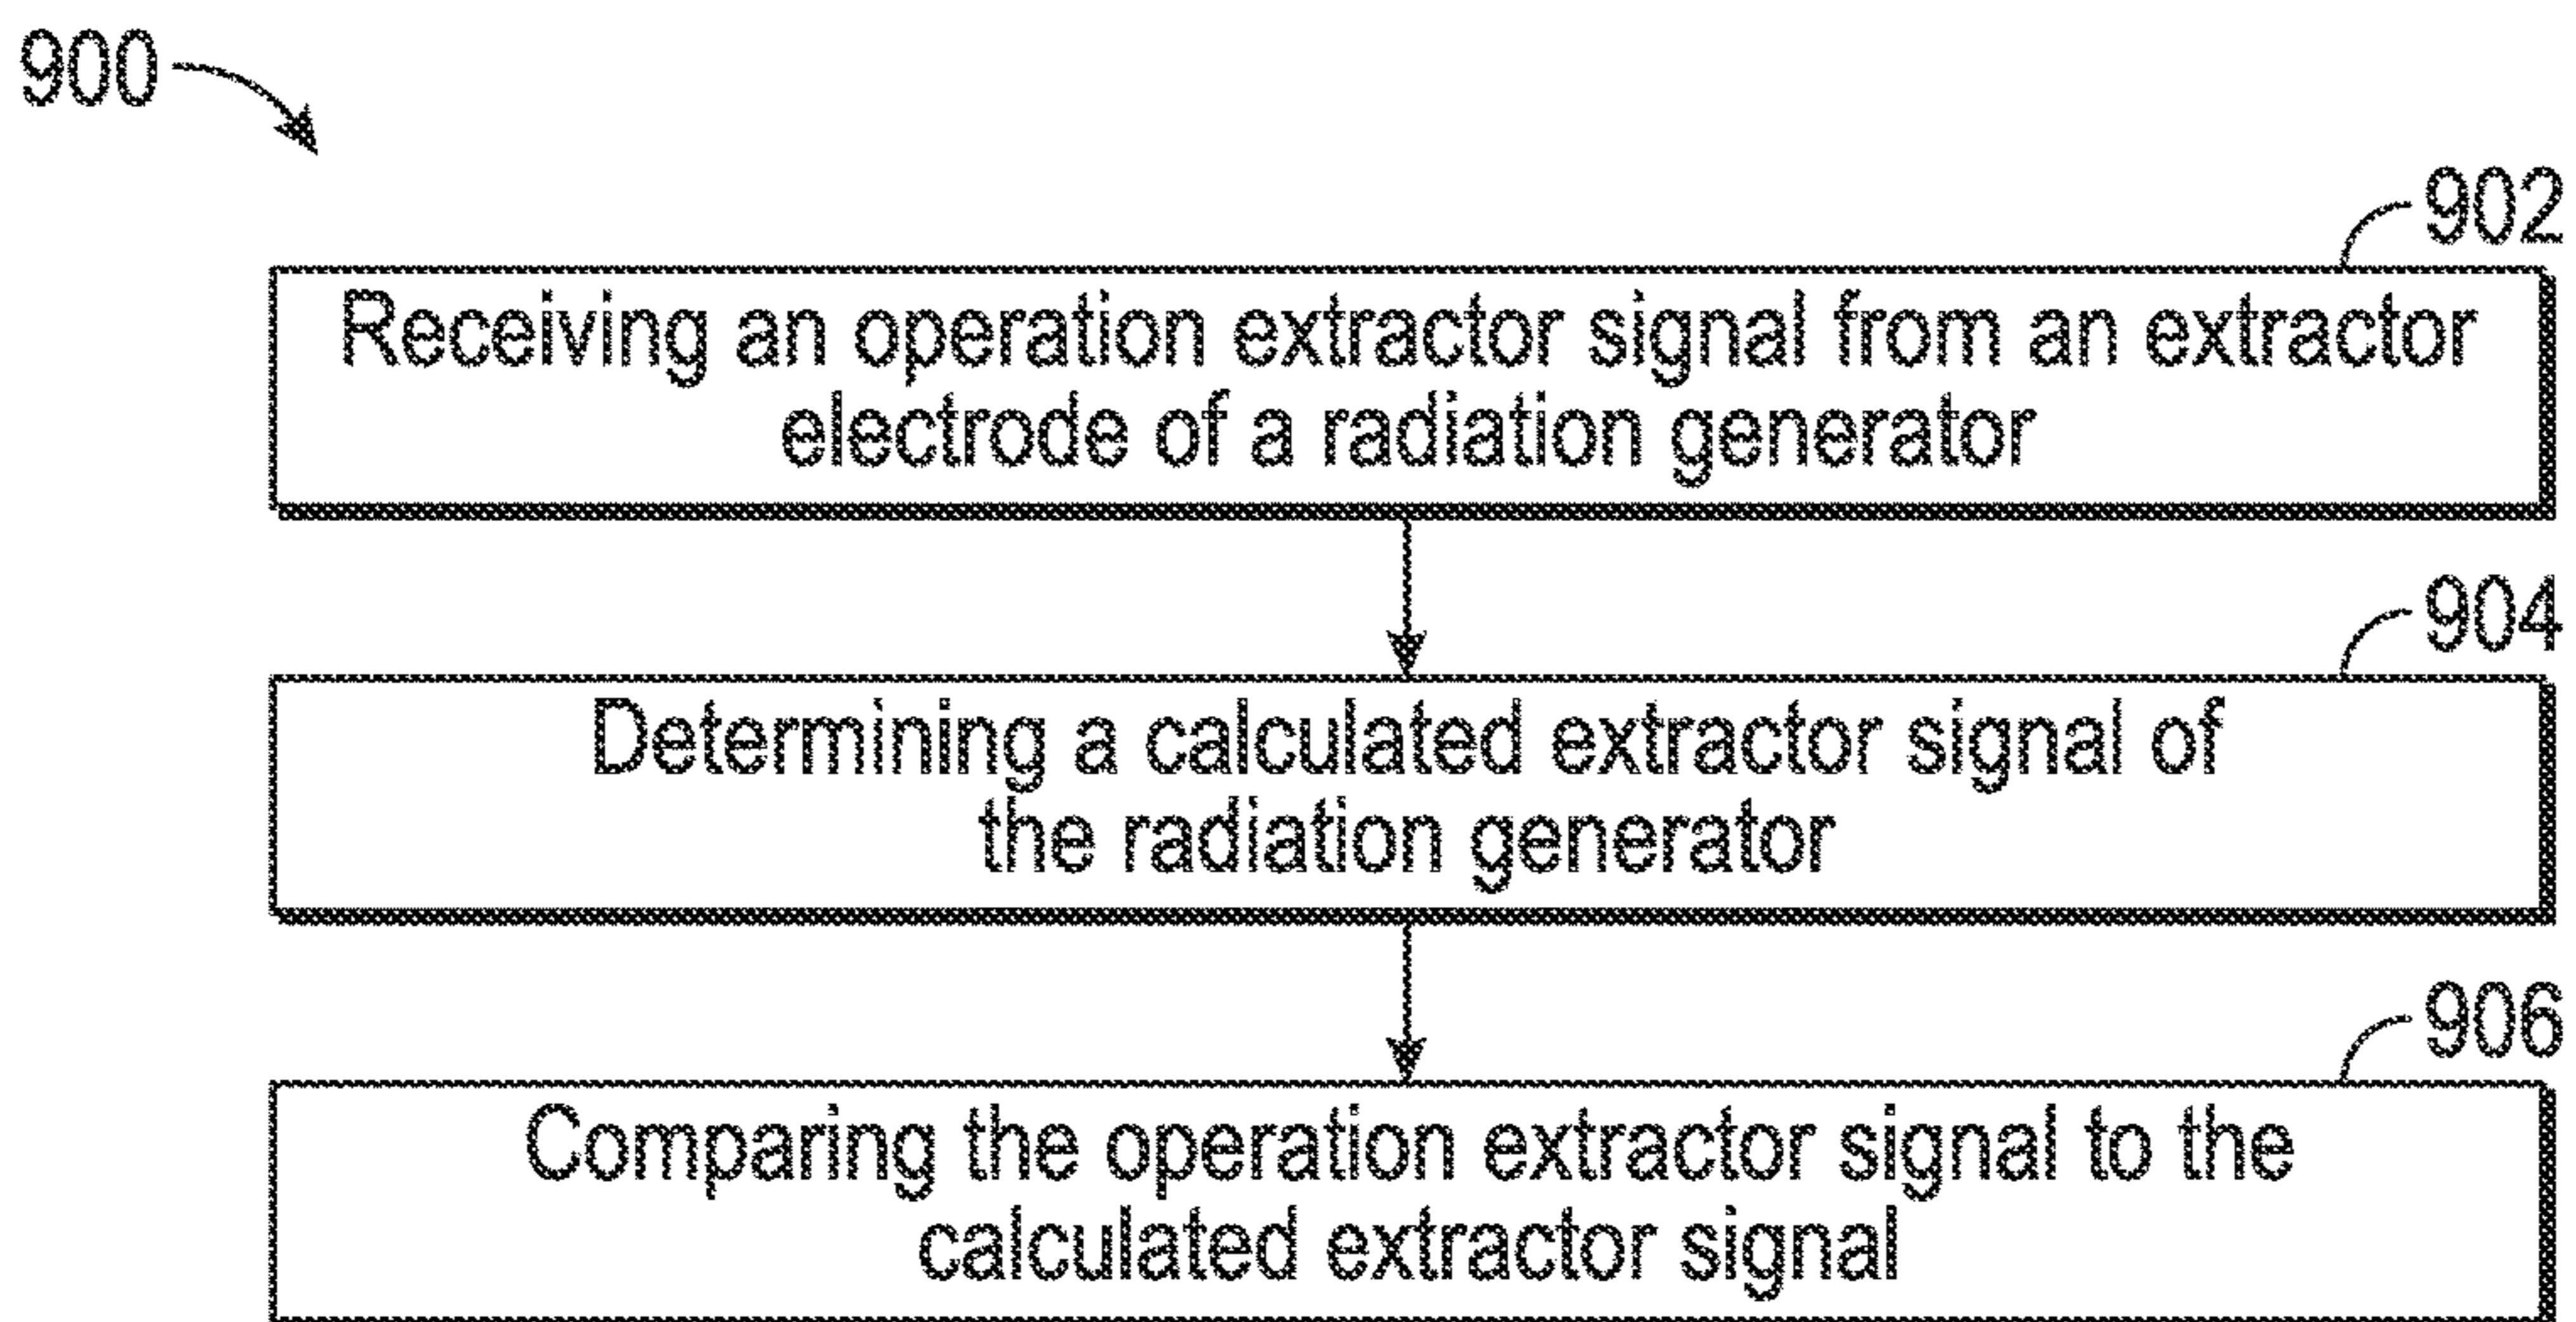 900
902
Receiving an operation extractor signal from an extractor
electrode of a radiation generator
904
Determining a calculated extractor signal of
the radiation generator
906
Comparing the operation extractor signal to the
calculated extractor signal